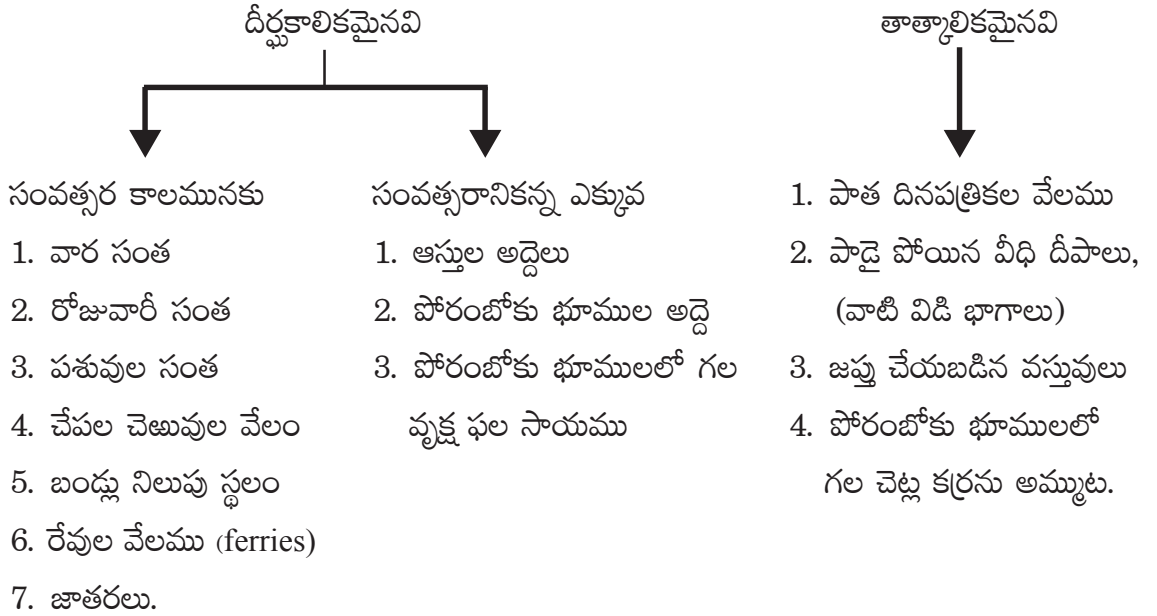 దీర్ఘకాలికమైనవి
తాత్కాలికమైనవి
సంవత్సర కాలమునకు
1. వార సంత
2. రోజువారీ సంత
3. పశువుల సంత
4. చేపల చెఱువుల వేలం
5. బండ్లు నిలుపు స్థలం
6. రేవుల వేలము (ferries)
7. జాతరలు.
సంవత్సరానికన్న ఎక్కువ
1. ఆస్తుల అద్దెలు
2. పోరంబోకు భూముల అద్దె
3. పోరంబోకు భూములలో గల
వృక్ష ఫల సాయము
1. పాత దినపత్రికల వేలము
2. పాడై పోయిన వీధి దీపాలు,
(వాటి విడి భాగాలు)
3. జప్తు చేయబడిన వస్తువులు
4. పోరంబోకు భూములలో
గల చెట్ల కర్రను అమ్ముట.